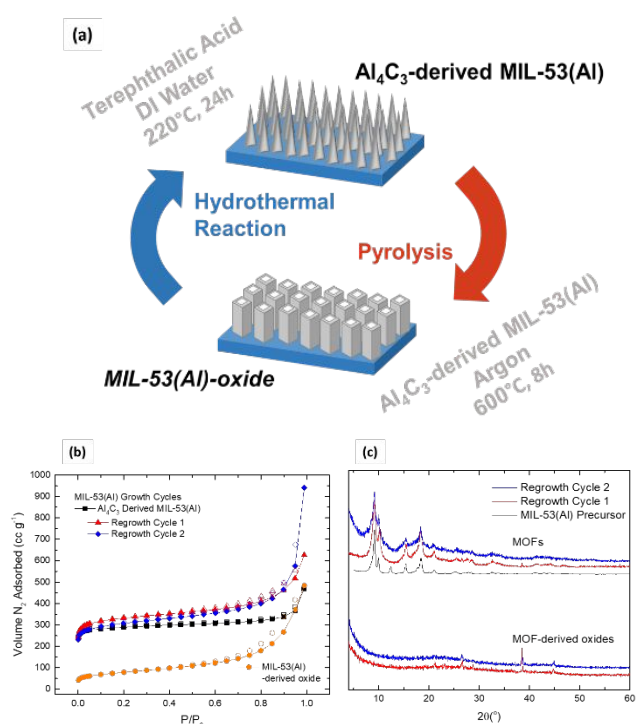 (a)
Terephthalic Acid
DI Water
220°C, 24h
Al4C3-derived MIL-53(Al)
Hydrothermal
Reaction
Pyrolysis
MIL-53(Al)-oxide
Al4C3-derived MIL-53(Al)
Argon
600°C, 8h
(b)
Volume N2 Adsorbed (cc g-1)
1000
900
800
700
600
500
400
300
200
100
0
MIL-53(Al) Growth Cycles
Al4C3 Derived MIL-53(Al)
Regrowth Cycle 1
Regrowth Cycle 2
MIL-53(Al)
-derived oxide
0.0 0.2 0.4 0.6 0.8 1.0
P/Po
(c)
Regrowth Cycle 2
Regrowth Cycle 1
MIL-53(Al) Precursor
MOFs
MOF-derived oxides
10 20 30 40 50 60
2θ(°)